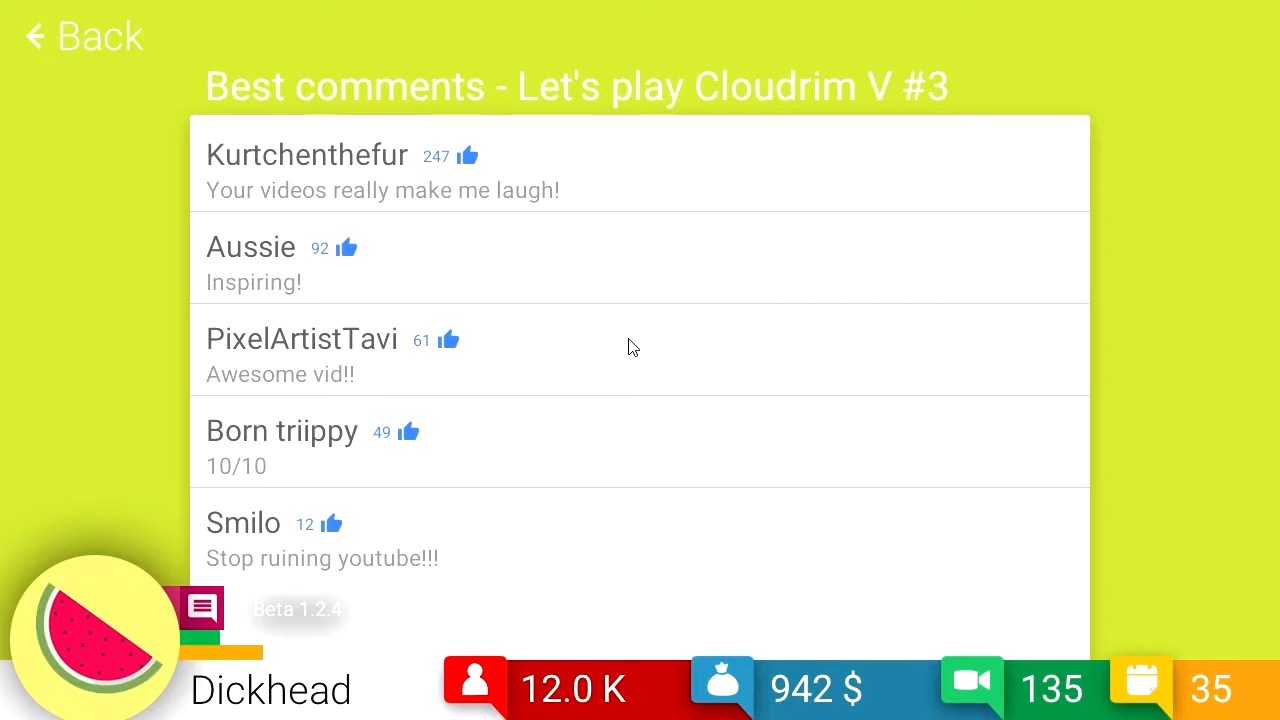 Back
Best comments - Let's play Cloudrim V #3
Kurtchenthefur 247
Your videos really make me laugh!
Aussie 92
Inspiring!
PixelArtistTavi 61
Awesome vid!!
Born triippy 49
10/10
Smilo 12
Stop ruining youtube!!!
Beta 1.2.4
Dickhead 12.0 K 942 $ 135 35